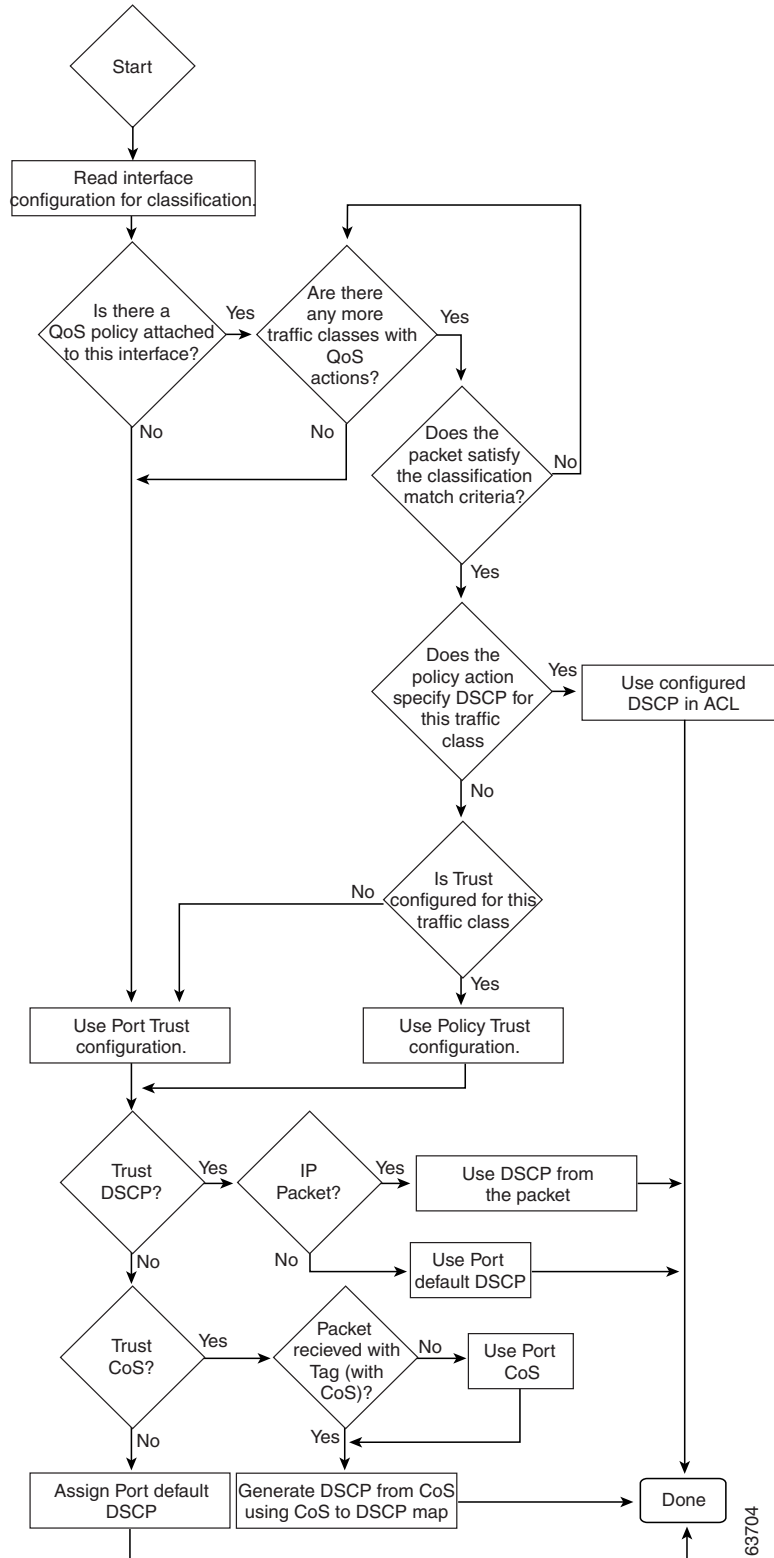 Start
Read interface
configuration for classification.
Is there a
QoS policy attached
to this interface?
Yes
No
Are there
any more
traffic classes with
QoS
actions?
Yes
No
Does the
packet satisfy
the classification
match criteria?
No
Yes
Does the
policy action
specify DSCP for
this traffic
class
Yes
Use configured
DSCP in ACL
No
Is Trust
configured for this
traffic class
No
Yes
Use Port Trust
configuration.
Use Policy Trust
configuration.
Trust
DSCP?
Yes
IP
Packet?
Yes
Use DSCP from
the packet
No
No
Use Port
default DSCP
Trust
CoS?
Yes
Packet
recieved with
Tag (with
CoS)?
No
Use Port
CoS
No
Yes
Assign Port default
DSCP
Generate DSCP from CoS
using CoS to DSCP map
Done
63704